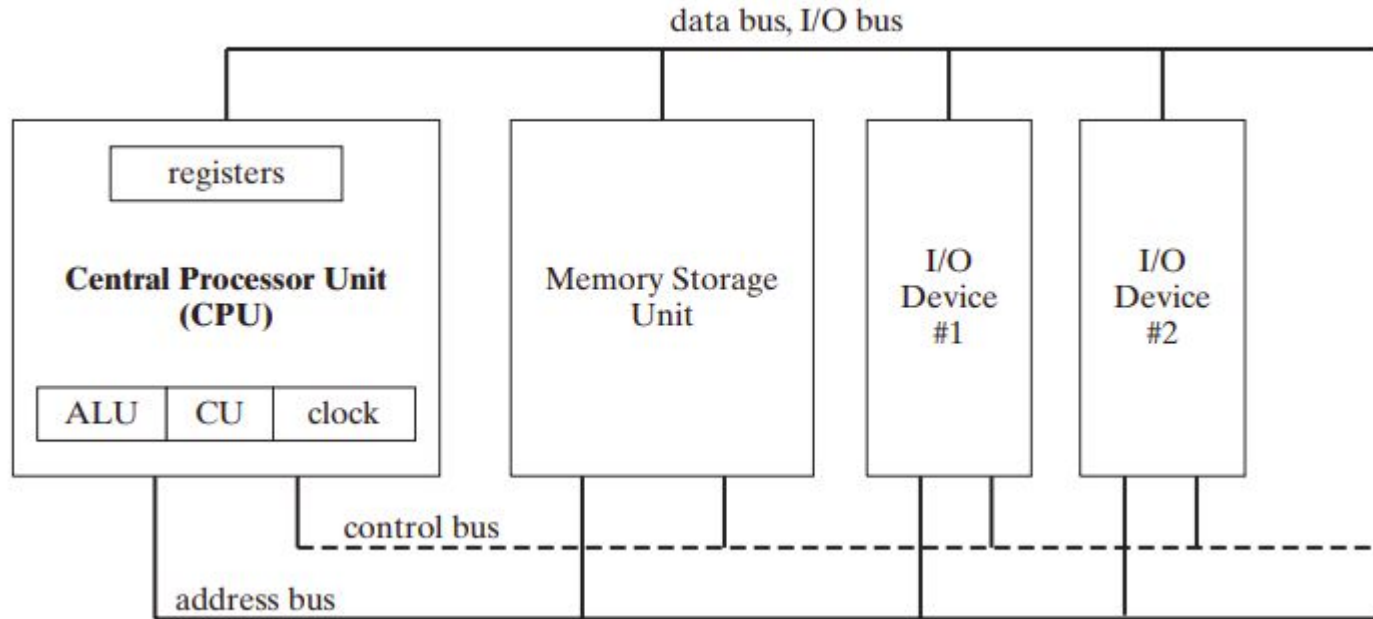 data bus, I/O bus
registers
Central Processor Unit
(CPU)
ALU
CU
clock
Memory Storage
Unit
I/O
Device
#1
I/O
Device
#2
control bus
address bus